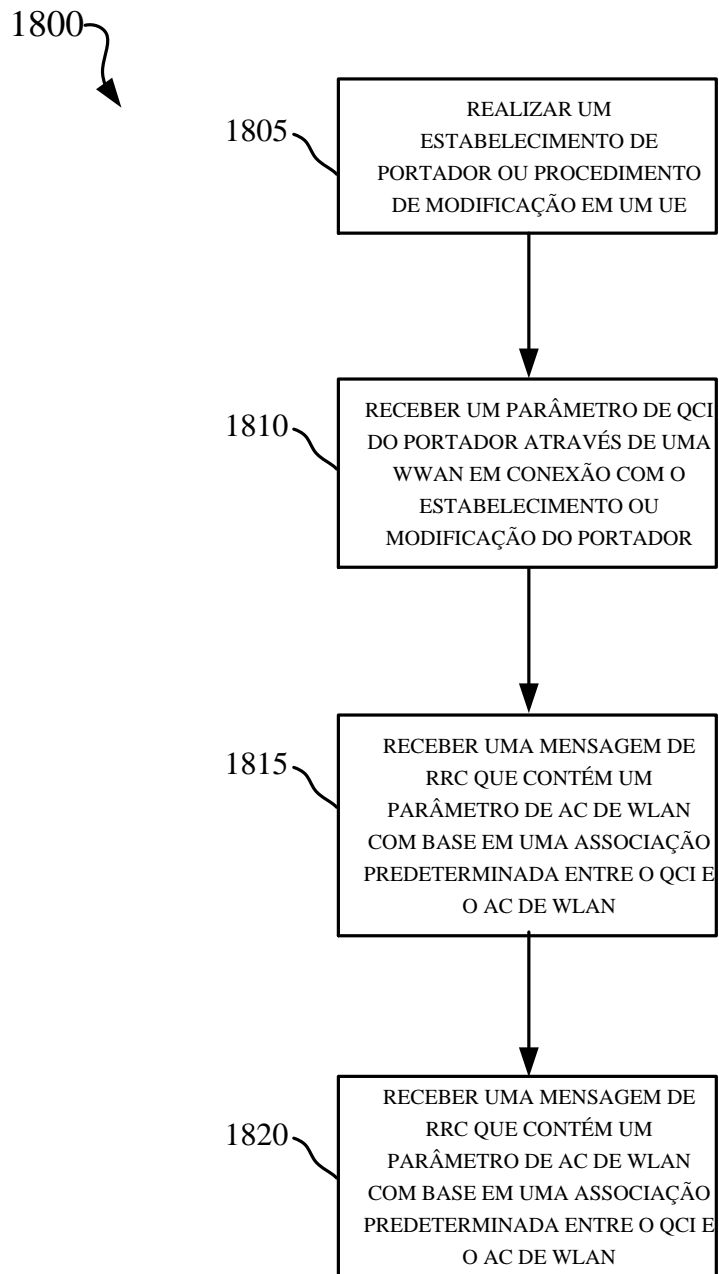 1800
1805
REALIZAR UM
ESTABELECIMENTO DE
PORTADOR OU PROCEDIMENTO
DE MODIFICAÇÃO EM UM UE
1810
RECEBER UM PARÂMETRO DE QCI
DO PORTADOR ATRAVÉS DE UMA
WWAN EM CONEXÃO COM O
ESTABELECIMENTO OU
MODIFICAÇÃO DO PORTADOR
1815
RECEBER UMA MENSAGEM DE
RRC QUE CONTÉM UM
PARÂMETRO DE AC DE WLAN
COM BASE EM UMA ASSOCIAÇÃO
PREDETERMINADA ENTRE O QCI E
O AC DE WLAN
1820
RECEBER UMA MENSAGEM DE
RRC QUE CONTÉM UM
PARÂMETRO DE AC DE WLAN
COM BASE EM UMA ASSOCIAÇÃO
PREDETERMINADA ENTRE O QCI E
O AC DE WLAN